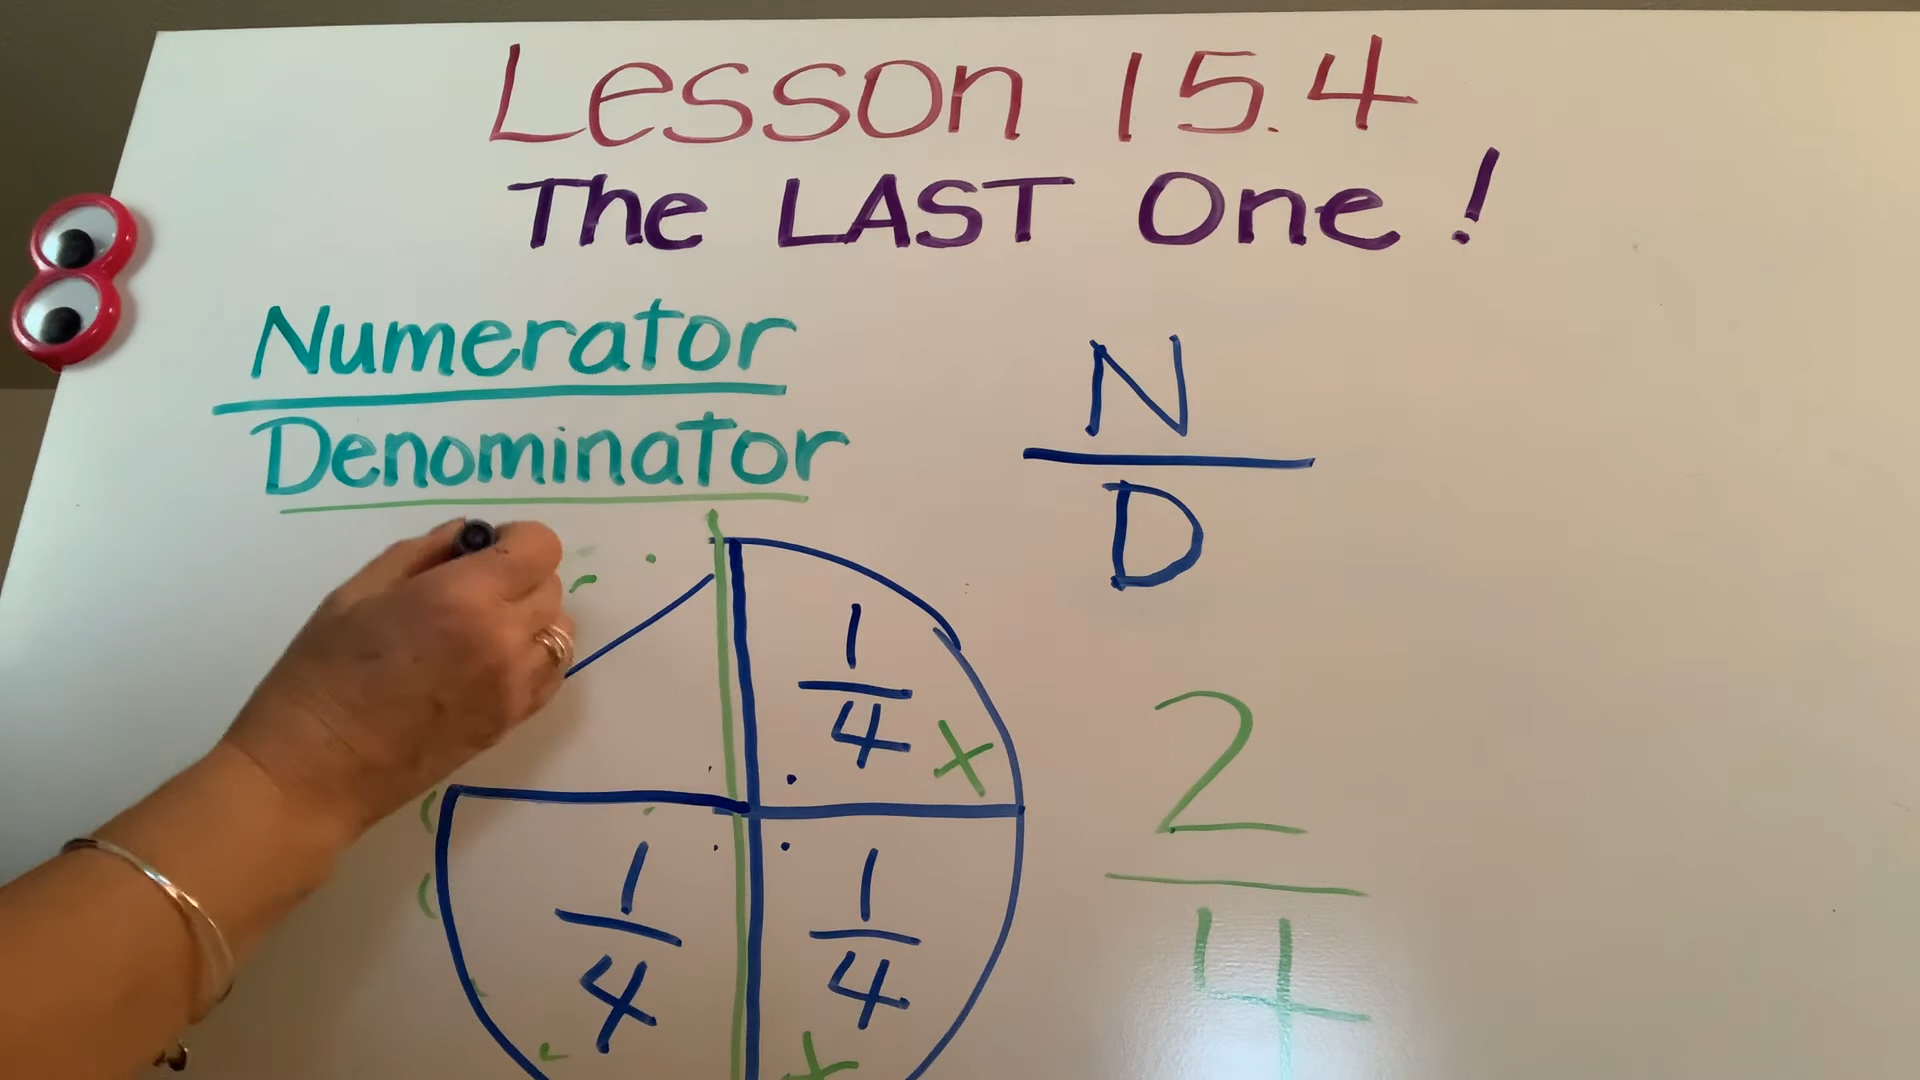 Lesson 15.4
The LAST One!
Numerator
Denominator
N
D
1
4
x
1
4
1
4
x
2
4